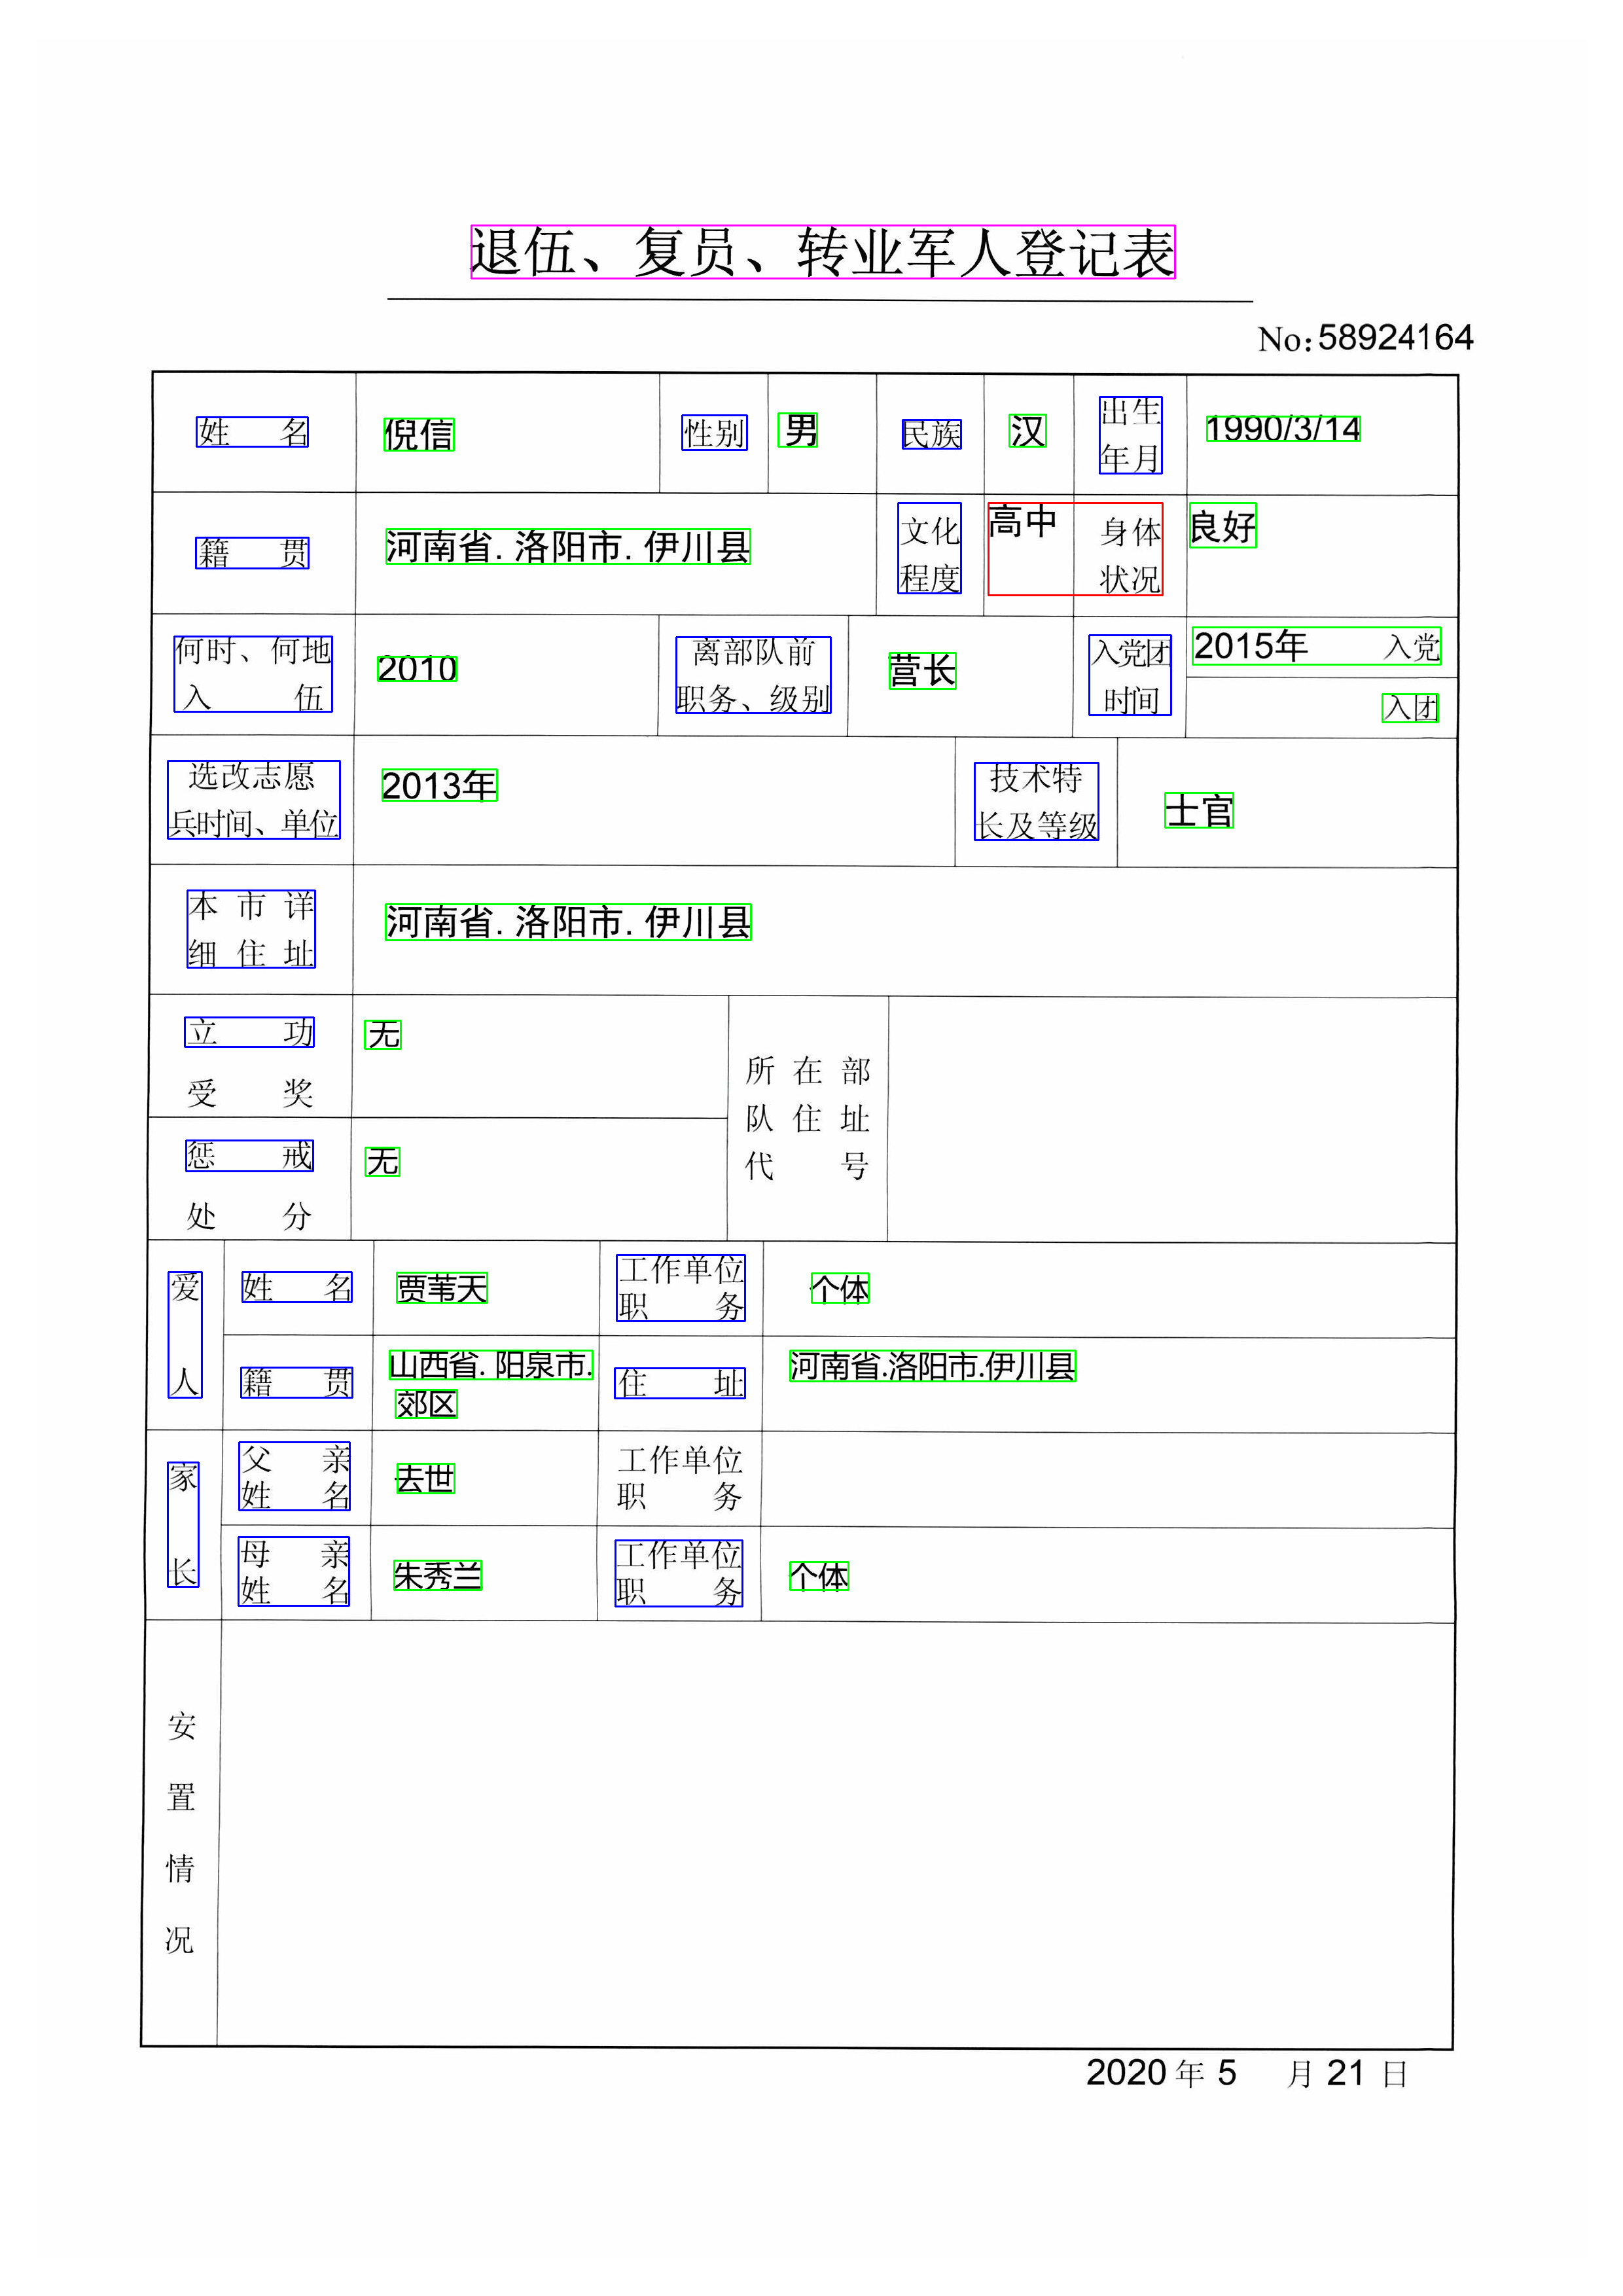 退伍、复员、转业军人登记表
No:58924164
姓 名 倪信 性别 男 民族 汉 出生年月 1990/3/14
籍 贯 河南省.洛阳市.伊川县 文化程度 高中 身体状况 良好
何时、何地入 伍 2010 离部队前职务、级别 营长 入党团时间 2015年 入党
入团
选改志愿兵时间、单位 2013年 技术特长及等级 士官
本市详细住址 河南省.洛阳市.伊川县
立 功受 奖 无 所在部队住址代 号
惩 戒处 分 无
爱人 姓 名 贾苇天 工作单位职 务 个体
籍 贯 山西省.阳泉市.郊区 住 址 河南省.洛阳市.伊川县
家长 父亲姓名 去世 工作单位职 务
母亲姓名 朱秀兰 工作单位职 务 个体
安置情况
2020 年 5 月 21 日